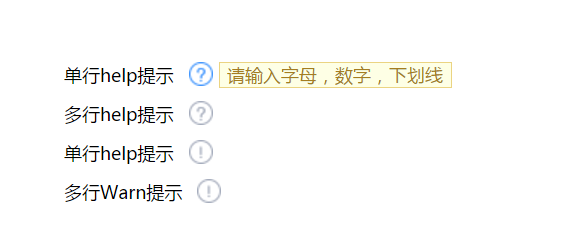 单行help提示 ? 请输入字母，数字，下划线
多行help提示 ?
单行help提示 !
多行Warn提示 !